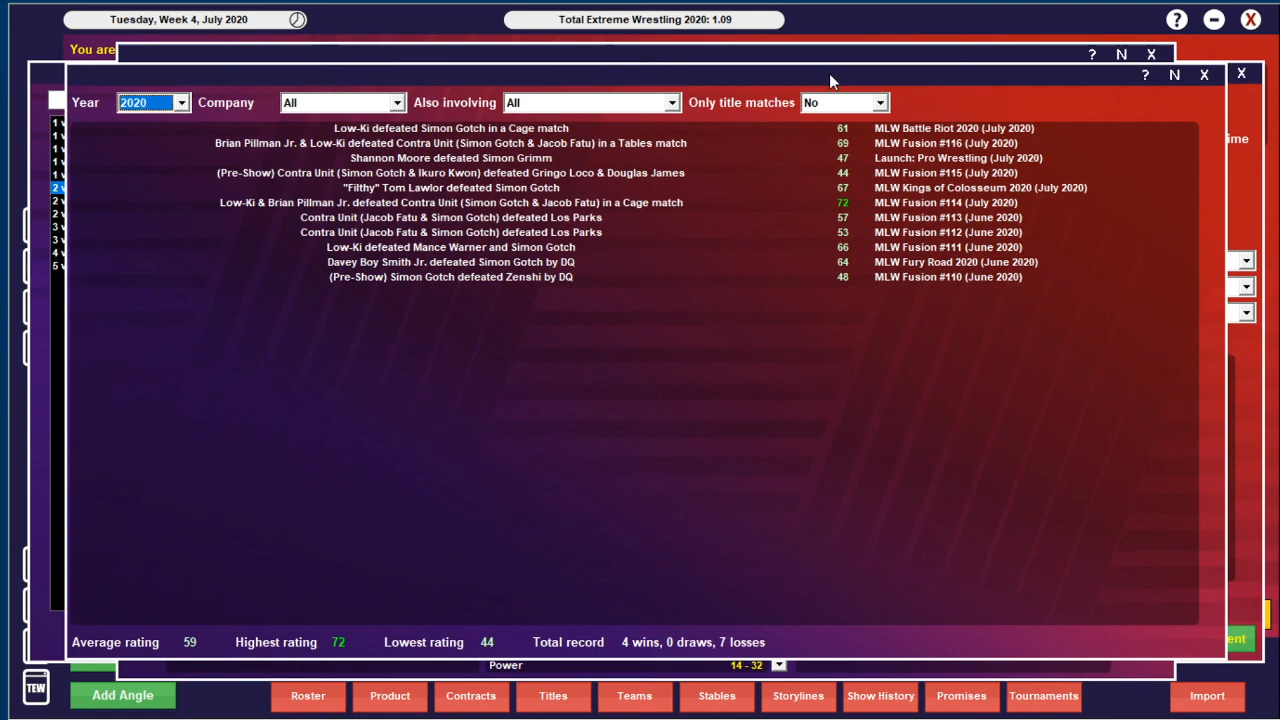 Tuesday, Week 4, July 2020 Total Extreme Wrestling 2020: 1.09 ? – X
You are ? N X
? N X X
Year 2020 Company All Also involving All Only title matches No
Low-Ki defeated Simon Gotch in a Cage match 61 MLW Battle Riot 2020 (July 2020)
Brian Pillman Jr. & Low-Ki defeated Contra Unit (Simon Gotch & Jacob Fatu) in a Tables match 69 MLW Fusion #116 (July 2020)
Shannon Moore defeated Simon Grimm 47 Launch: Pro Wrestling (July 2020)
(Pre-Show) Contra Unit (Simon Gotch & Ikuro Kwon) defeated Gringo Loco & Douglas James 44 MLW Fusion #115 (July 2020)
"Filthy" Tom Lawlor defeated Simon Gotch 67 MLW Kings of Colosseum 2020 (July 2020)
Low-Ki & Brian Pillman Jr. defeated Contra Unit (Jacob Fatu & Simon Gotch) in a Cage match 72 MLW Fusion #114 (July 2020)
Contra Unit (Jacob Fatu & Simon Gotch) defeated Los Parks 57 MLW Fusion #113 (June 2020)
Contra Unit (Jacob Fatu & Simon Gotch) defeated Los Parks 53 MLW Fusion #112 (June 2020)
Low-Ki defeated Mance Warner and Simon Gotch 66 MLW Fusion #111 (June 2020)
Davey Boy Smith Jr. defeated Simon Gotch by DQ 64 MLW Fury Road 2020 (June 2020)
(Pre-Show) Simon Gotch defeated Zenshi by DQ 48 MLW Fusion #110 (June 2020)
Average rating 59 Highest rating 72 Lowest rating 44 Total record 4 wins, 0 draws, 7 losses
Power 14 - 32
TEW Add Angle Roster Product Contracts Titles Teams Stables Storylines Show History Promises Tournaments Import